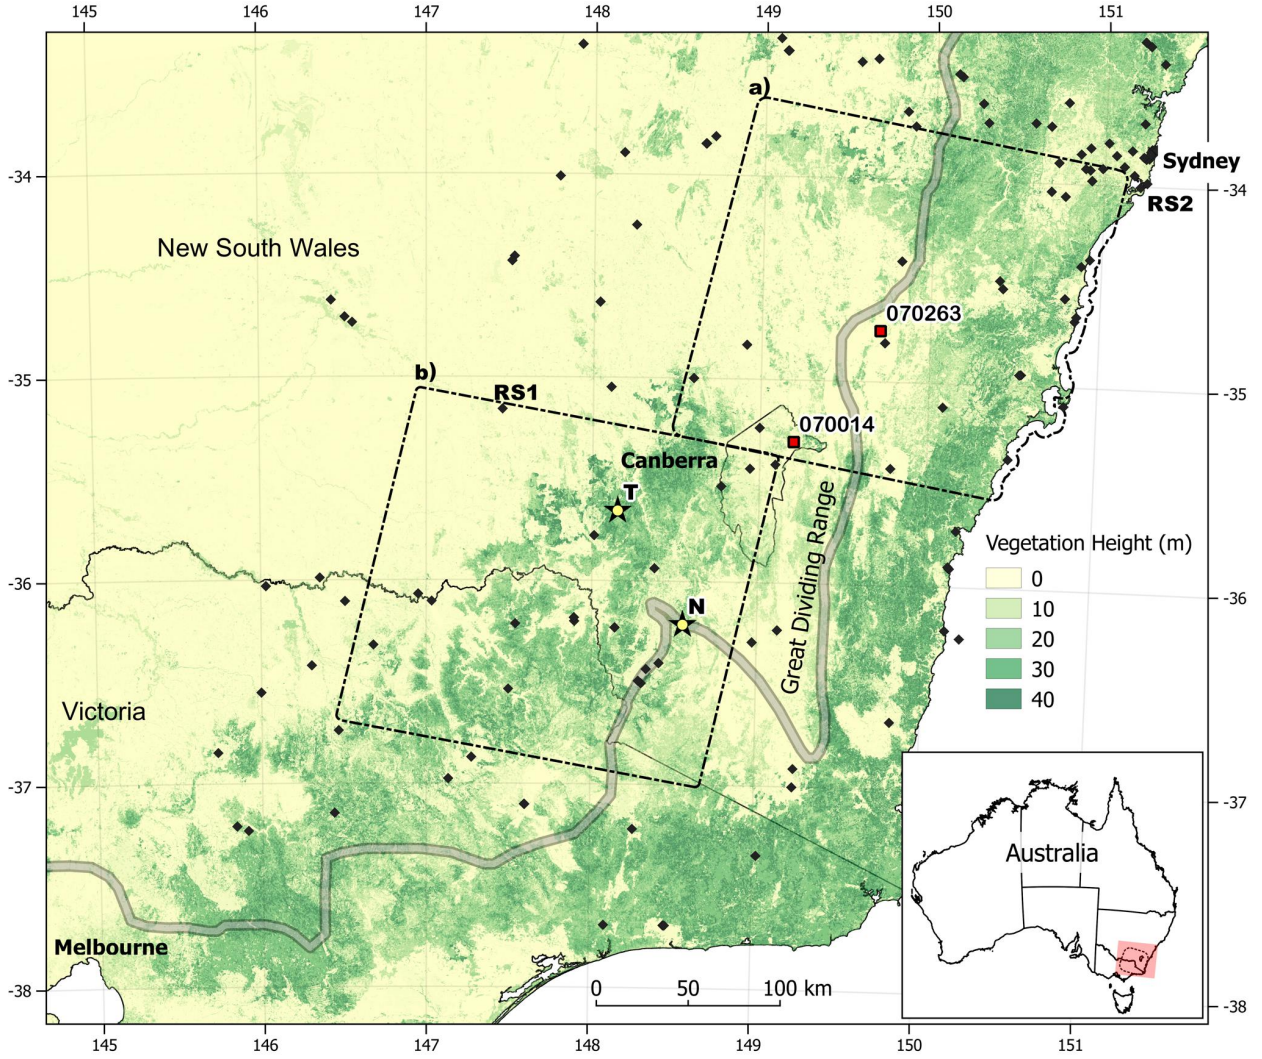 145 146 147 148 149 150 151
a)
Sydney
-34 -34
RS2
New South Wales
070263
b)
-35 RS1 -35
070014
Canberra
T
Great Dividing Range
Vegetation Height (m)
0
-36 -36
N
10
20
30
40
Victoria
-37 -37
Australia
Melbourne
-38 -38
0 50 100 km
145 146 147 148 149 150 151